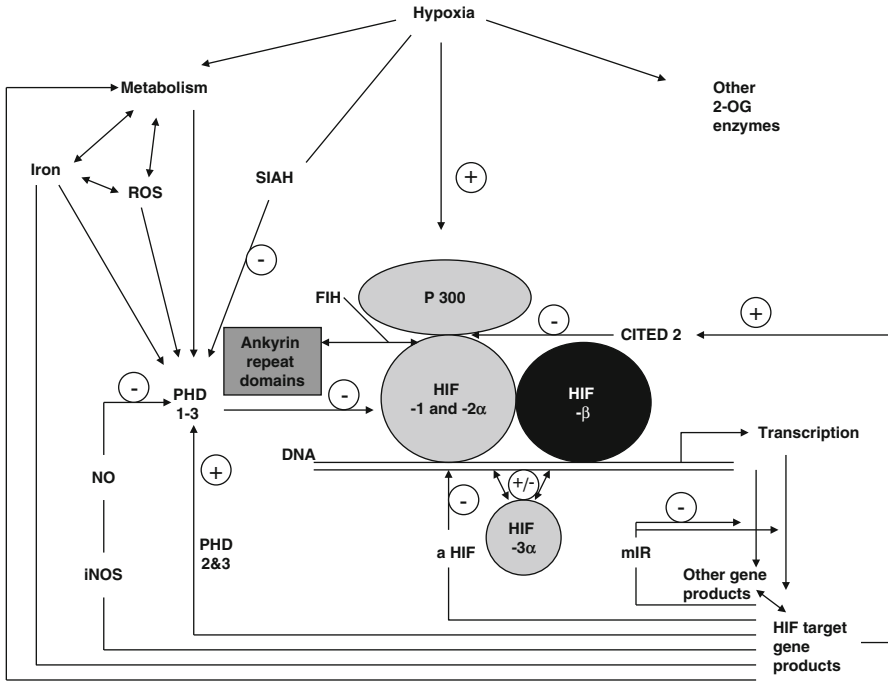 Hypoxia
Metabolism
Other
2-OG
enzymes
Iron
ROS
SIAH
+
-
P 300
FIH
-
CITED 2
+
Ankyrin
repeat
domains
HIF
-1 and -2α
HIF
-β
-
PHD
1-3
-
DNA
Transcription
NO
+
-
+/-
-
HIF
-3α
a HIF
mIR
PHD
2&3
iNOS
Other gene
products
HIF target
gene
products